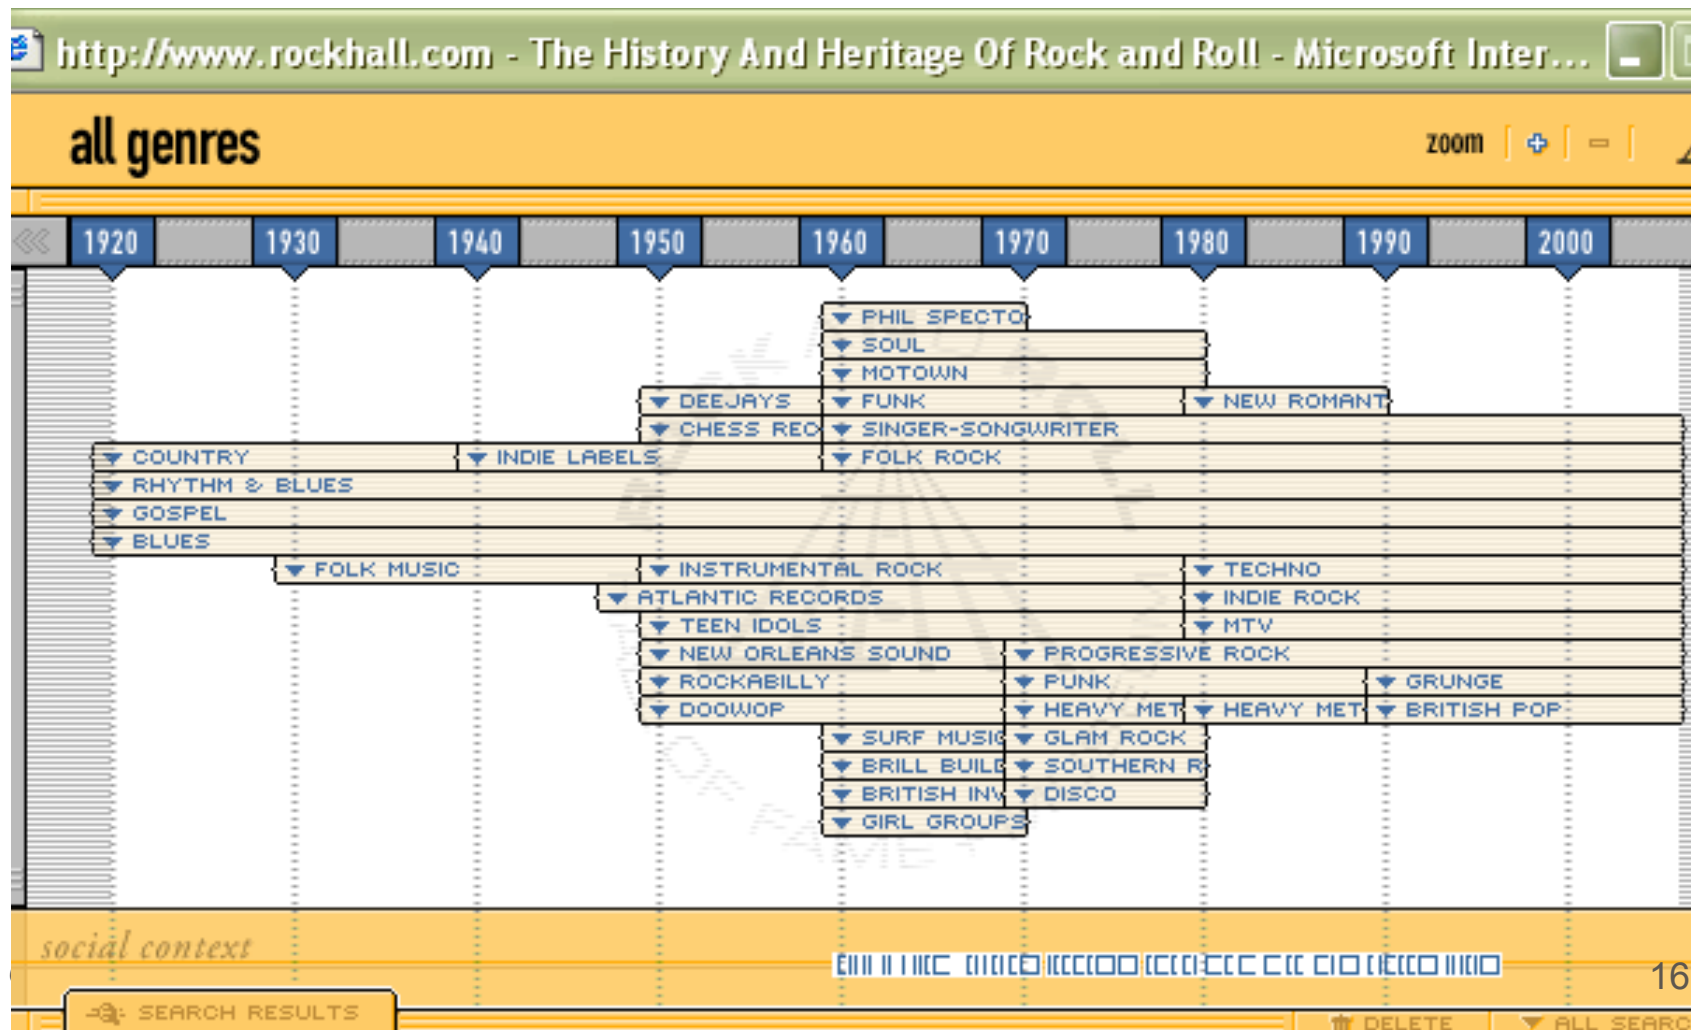 http://www.rockhall.com - The History And Heritage Of Rock and Roll - Microsoft Inter...
all genres zoom
1920 1930 1940 1950 1960 1970 1980 1990 2000
PHIL SPECTO
SOUL
MOTOWN
DEEJAYS FUNK NEW ROMANT
CHESS REC SINGER-SONGWRITER
COUNTRY INDIE LABELS FOLK ROCK
RHYTHM & BLUES
GOSPEL
BLUES
FOLK MUSIC INSTRUMENTAL ROCK TECHNO
ATLANTIC RECORDS INDIE ROCK
TEEN IDOLS MTV
NEW ORLEANS SOUND PROGRESSIVE ROCK
ROCKABILLY PUNK GRUNGE
DOOWOP HEAVY MET HEAVY MET BRITISH POP
SURF MUSIC GLAM ROCK
BRILL BUILD SOUTHERN R
BRITISH INV DISCO
GIRL GROUPS
social context
16
SEARCH RESULTS DELETE ALL SEARC